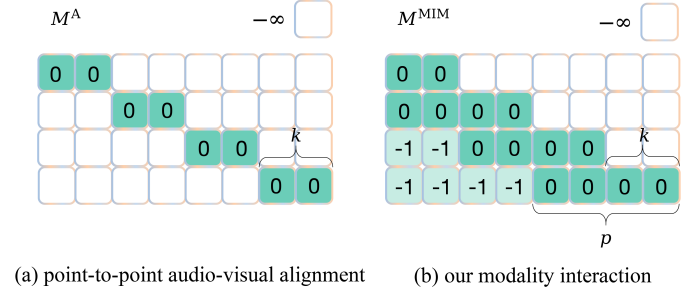 M^A −∞ M^MIM −∞
0 0 0 0
0 0 0 0 0 0
0 0 k -1 -1 0 0 0 0 k
0 0 -1 -1 -1 -1 0 0 0 0
p
(a) point-to-point audio-visual alignment (b) our modality interaction